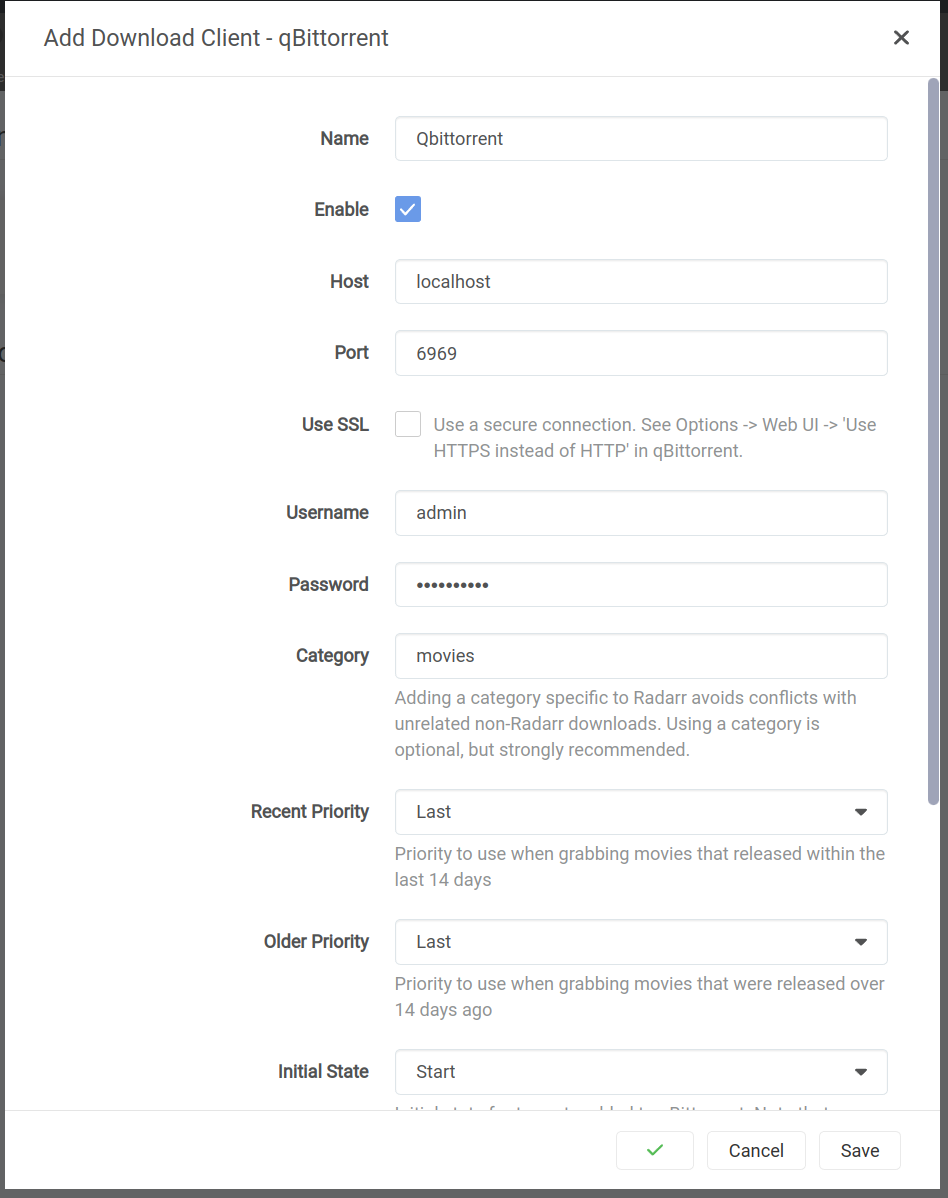 Add Download Client - qBittorrent
Name
Qbittorrent
Enable
Host
localhost
Port
6969
Use SSL
Use a secure connection. See Options -> Web UI -> 'Use
HTTPS instead of HTTP' in qBittorrent.
Username
admin
Password
••••••••••
Category
movies
Adding a category specific to Radarr avoids conflicts with
unrelated non-Radarr downloads. Using a category is
optional, but strongly recommended.
Recent Priority
Last
Priority to use when grabbing movies that released within the
last 14 days
Older Priority
Last
Priority to use when grabbing movies that were released over
14 days ago
Initial State
Start
Cancel
Save